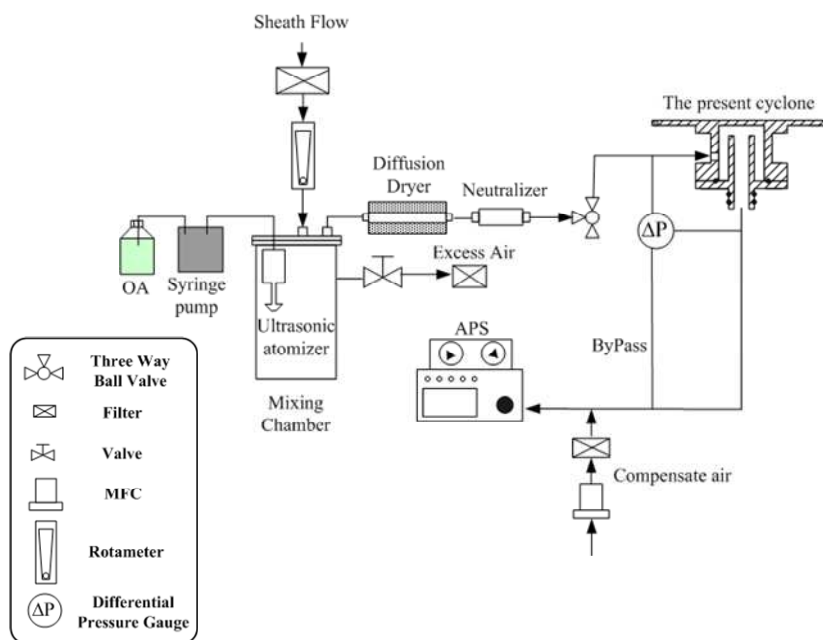 Sheath Flow
The present cyclone
Diffusion
Dryer
Neutralizer
ΔP
OA
Syringe
pump
Ultrasonic
atomizer
Excess Air
Mixing
Chamber
APS
ByPass
Compensate air
Three Way
Ball Valve
Filter
Valve
MFC
Rotameter
ΔP
Differential
Pressure Gauge